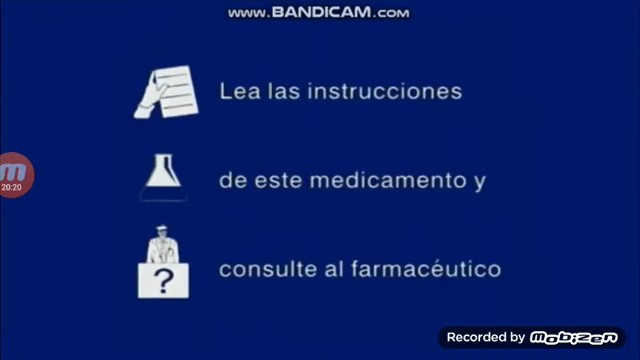 www.BANDICAM.com
Lea las instrucciones
de este medicamento y
?
consulte al farmacéutico
m
20:20
Recorded by mobizen